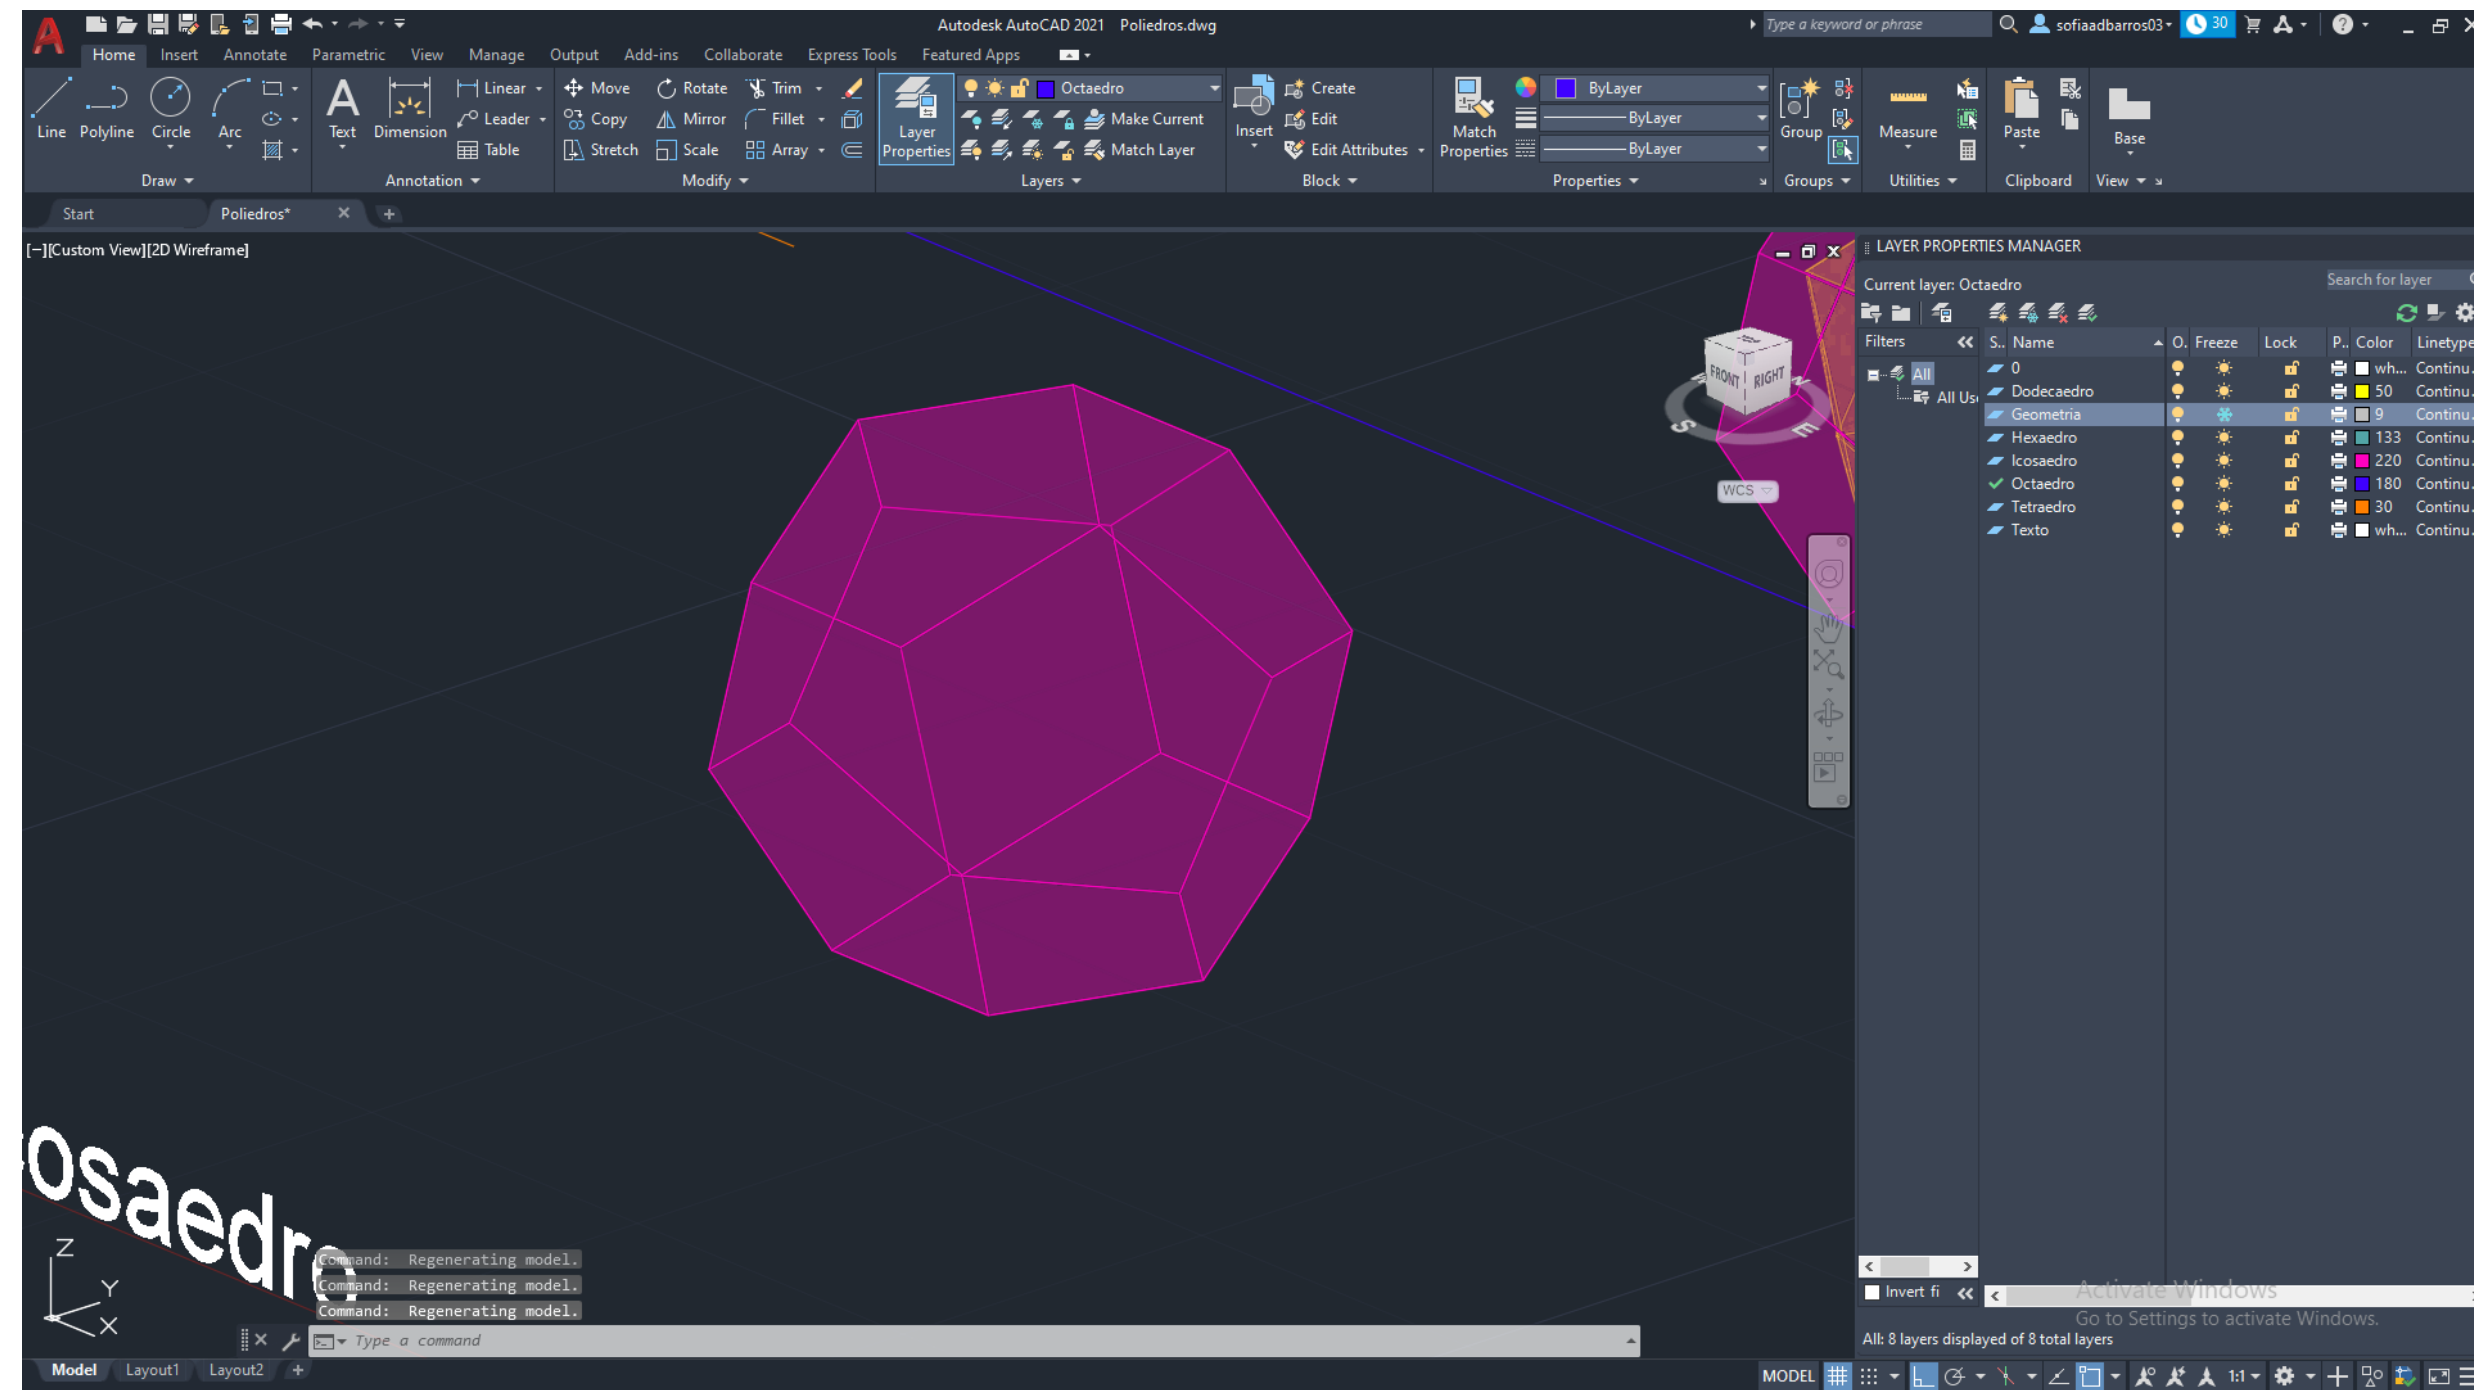 Autodesk AutoCAD 2021 Poliedros.dwg
Type a keyword or phrase
sofiaadbarros03
30
Home Insert Annotate Parametric View Manage Output Add-ins Collaborate Express Tools Featured Apps
Linear Move Rotate Trim Octaedro Create ByLayer
Leader Copy Mirror Fillet Make Current Edit ByLayer
Line Polyline Circle Arc Text Dimension Layer Properties Insert Match Properties Group Measure Paste Base
Table Stretch Scale Array Match Layer Edit Attributes ByLayer
Draw Annotation Modify Layers Block Properties Groups Utilities Clipboard View
Start Poliedros*
[−][Custom View][2D Wireframe]
FRONT RIGHT
S E N
WCS
LAYER PROPERTIES MANAGER
Current layer: Octaedro
Search for layer
Filters
All
All Us
S.. Name O. Freeze Lock P.. Color Linetype
0 wh... Continu.
Dodecaedro 50 Continu.
Geometria 9 Continu.
Hexaedro 133 Continu.
Icosaedro 220 Continu.
Octaedro 180 Continu.
Tetraedro 30 Continu.
Texto wh... Continu.
osaedro
Z
Y
X
Command: Regenerating model.
Command: Regenerating model.
Command: Regenerating model.
Type a command
Invert fi
Activate Windows
Go to Settings to activate Windows.
All: 8 layers displayed of 8 total layers
Model Layout1 Layout2
MODEL 1:1